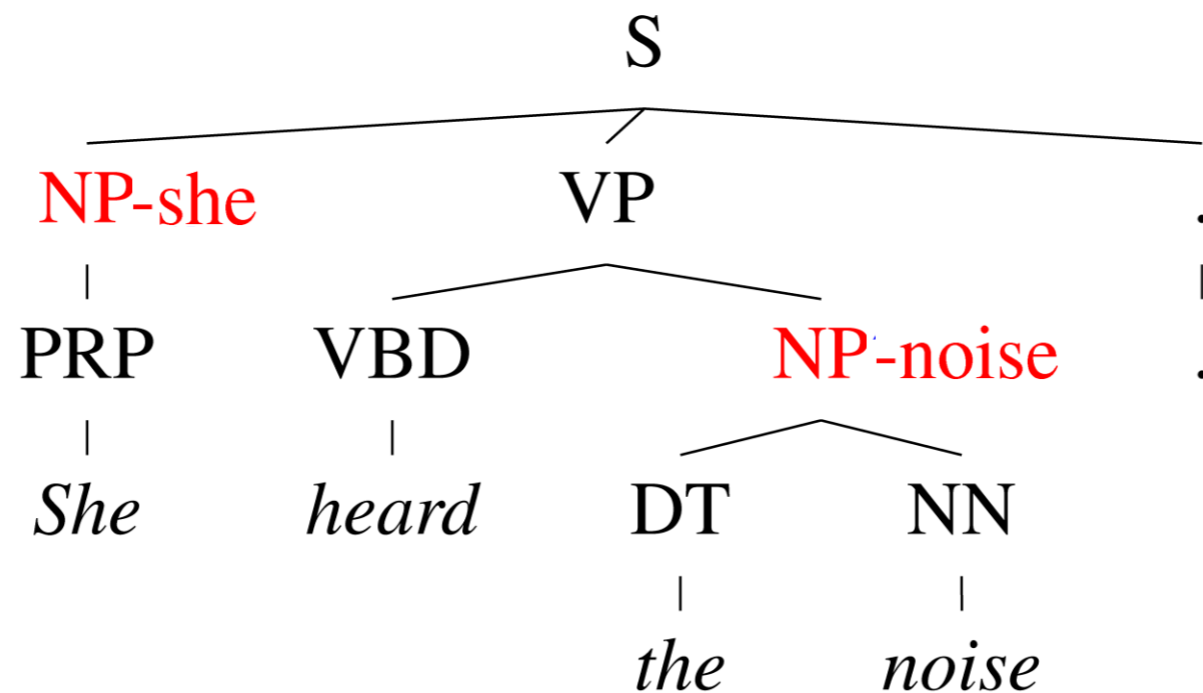 S
NP-she VP .
PRP VBD NP-noise .
She heard DT NN
the noise